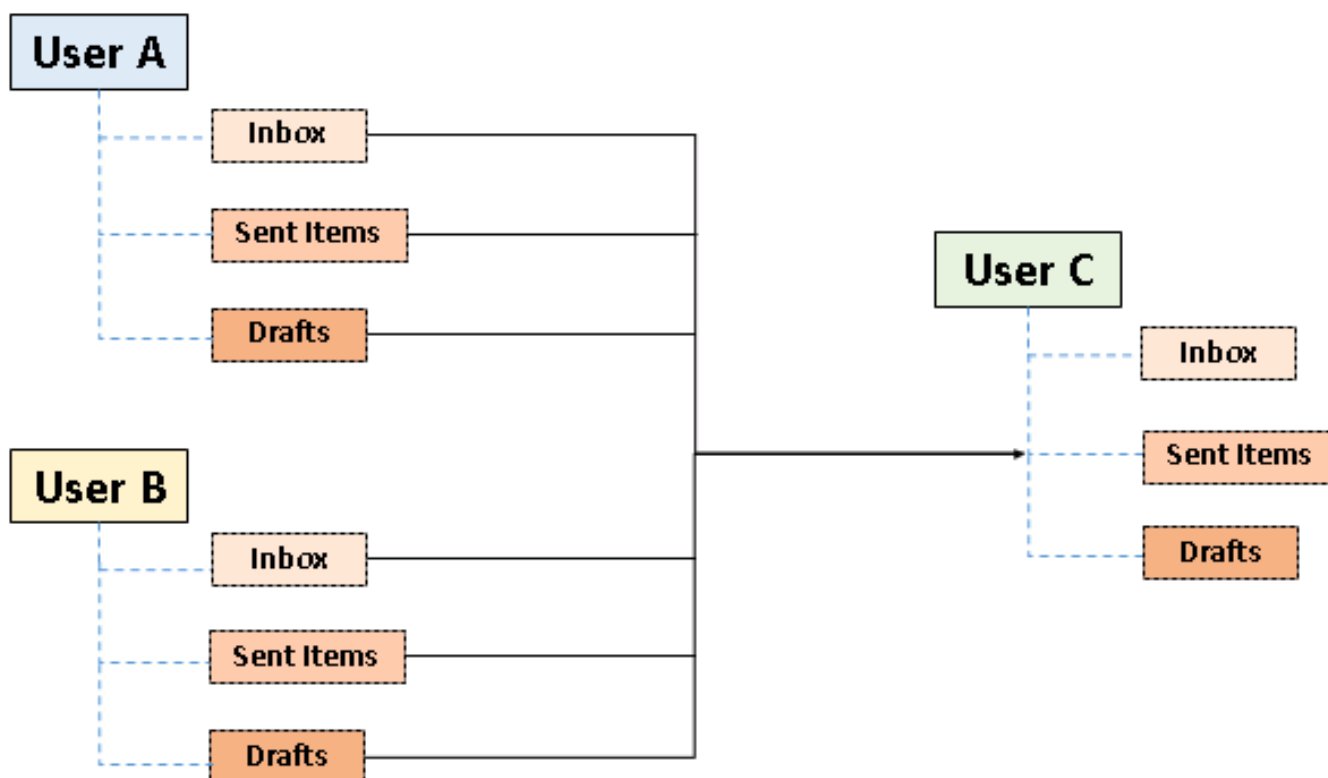 User A
Inbox
Sent Items
Drafts
User B
Inbox
Sent Items
Drafts
User C
Inbox
Sent Items
Drafts